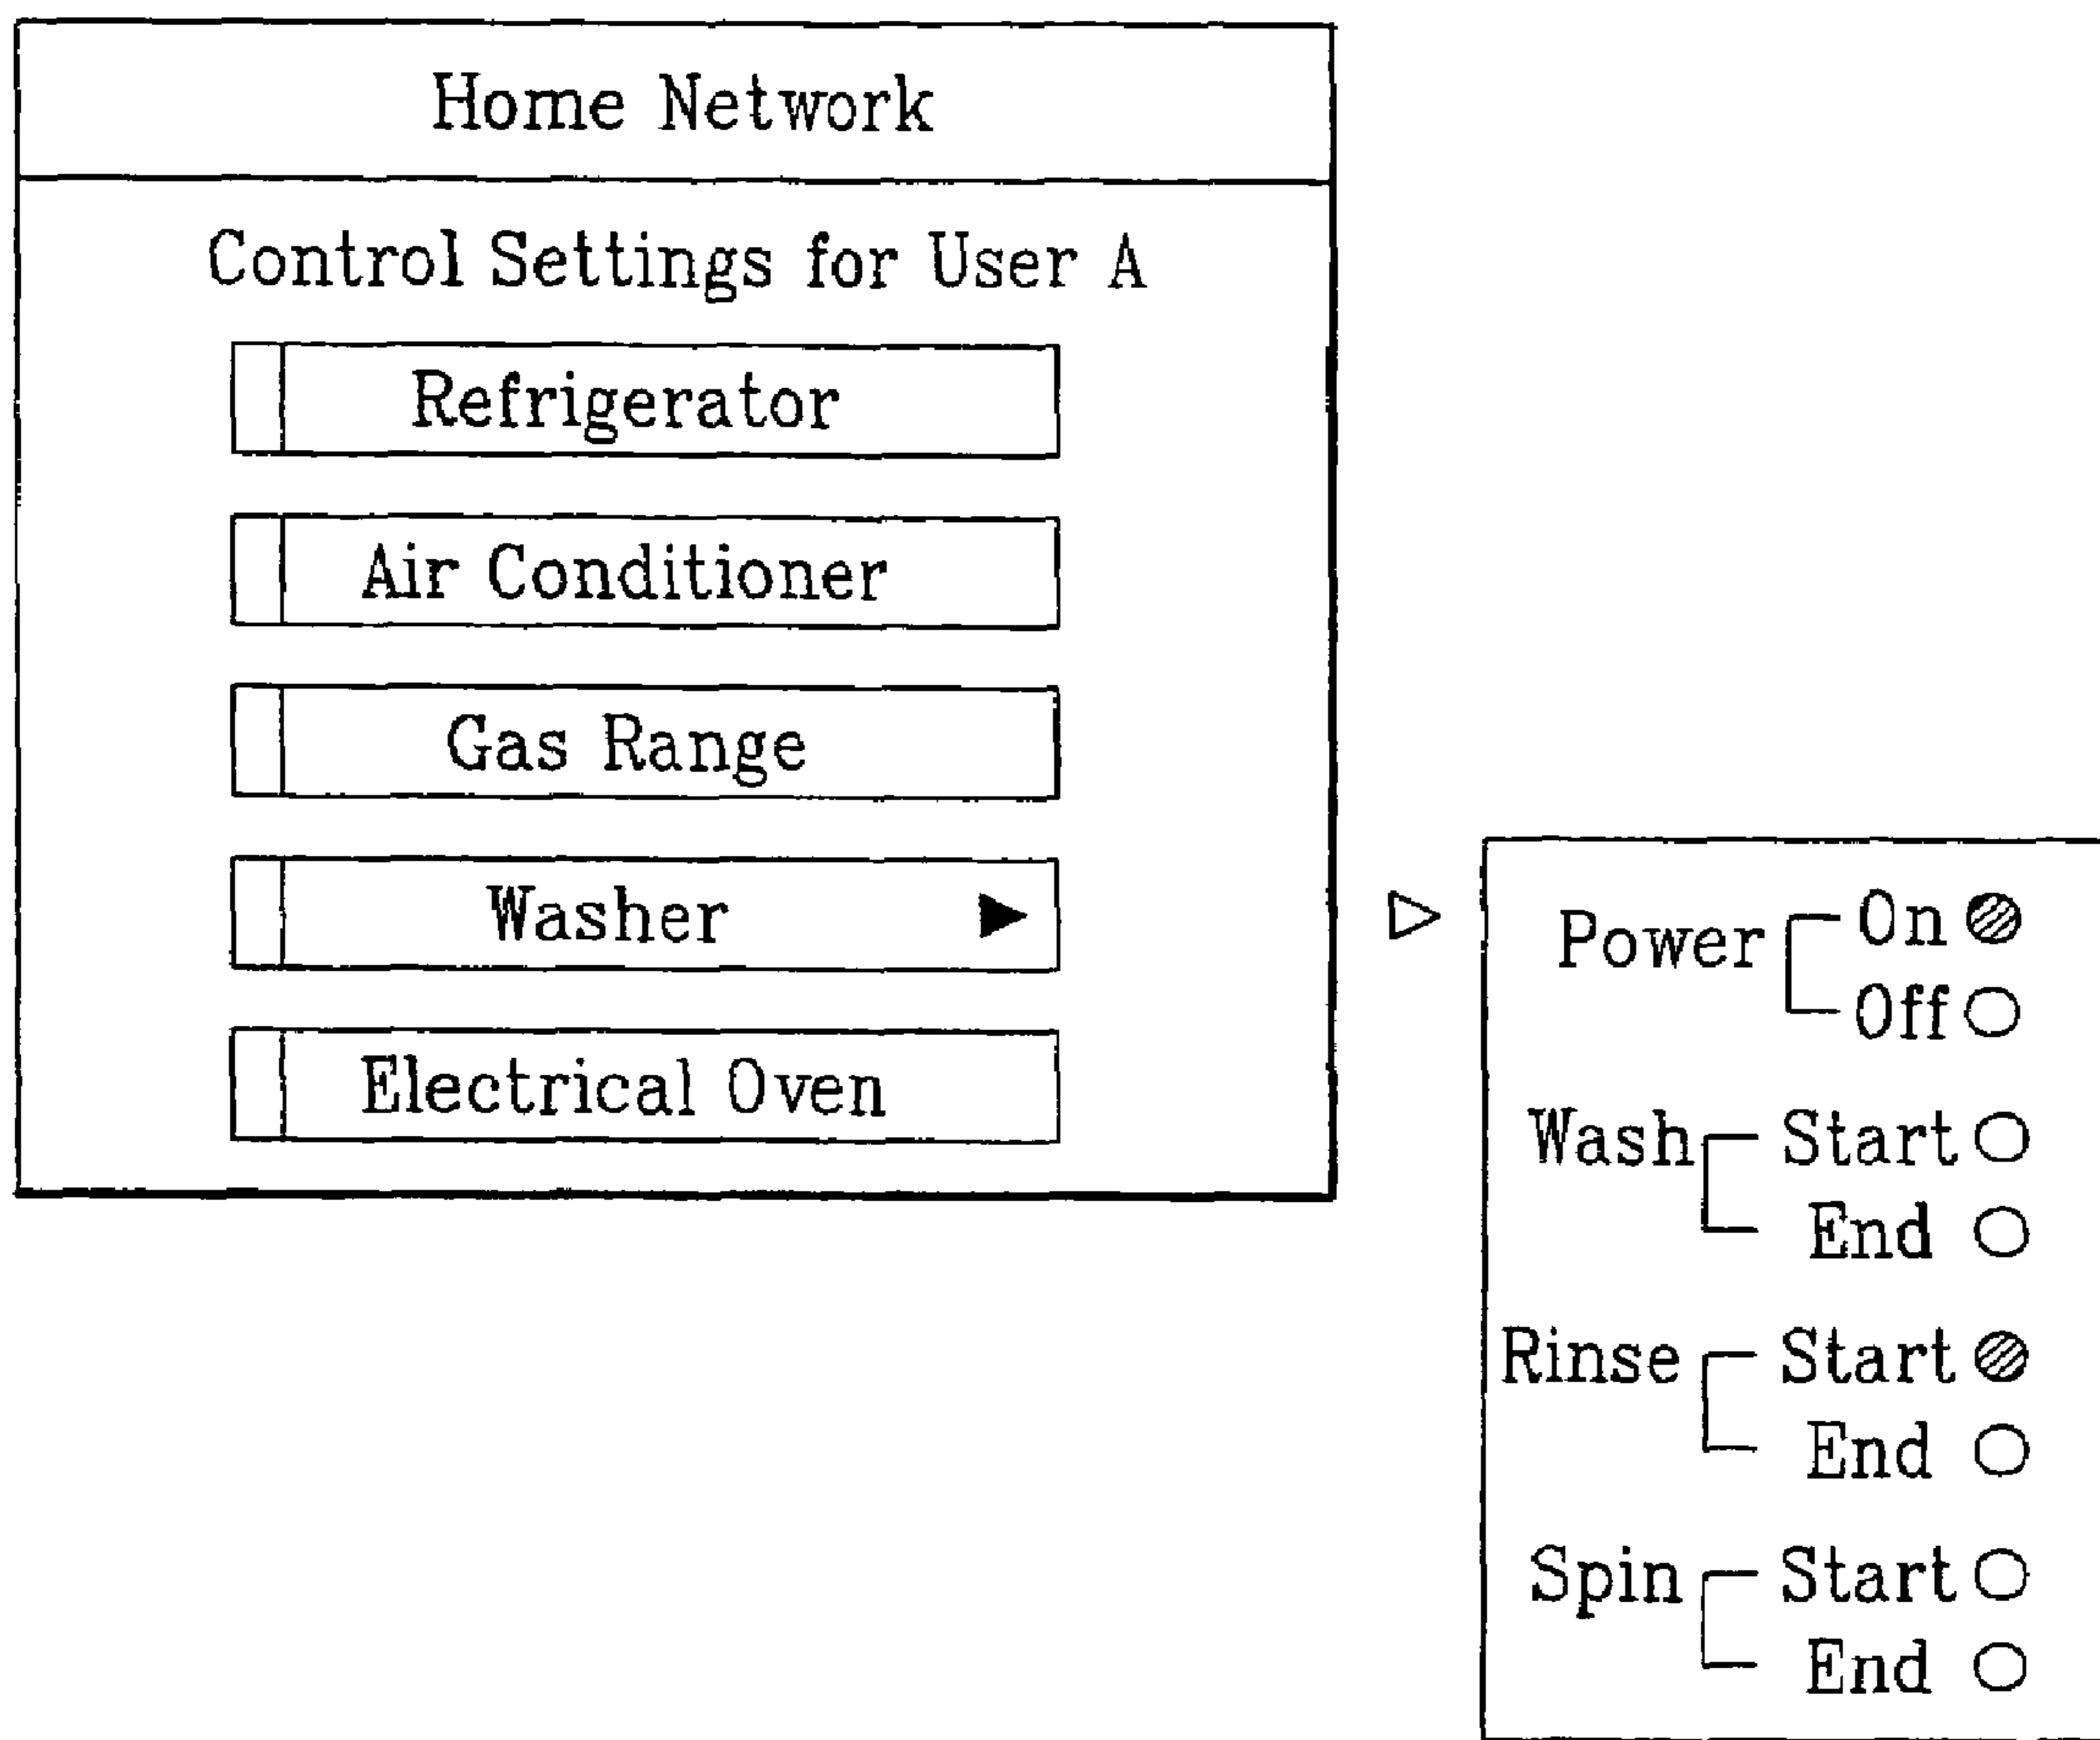 Home Network
Control Settings for User A
Refrigerator
Air Conditioner
Gas Range
Washer
Electrical Oven
Power On
Off
Wash Start
End
Rinse Start
End
Spin Start
End